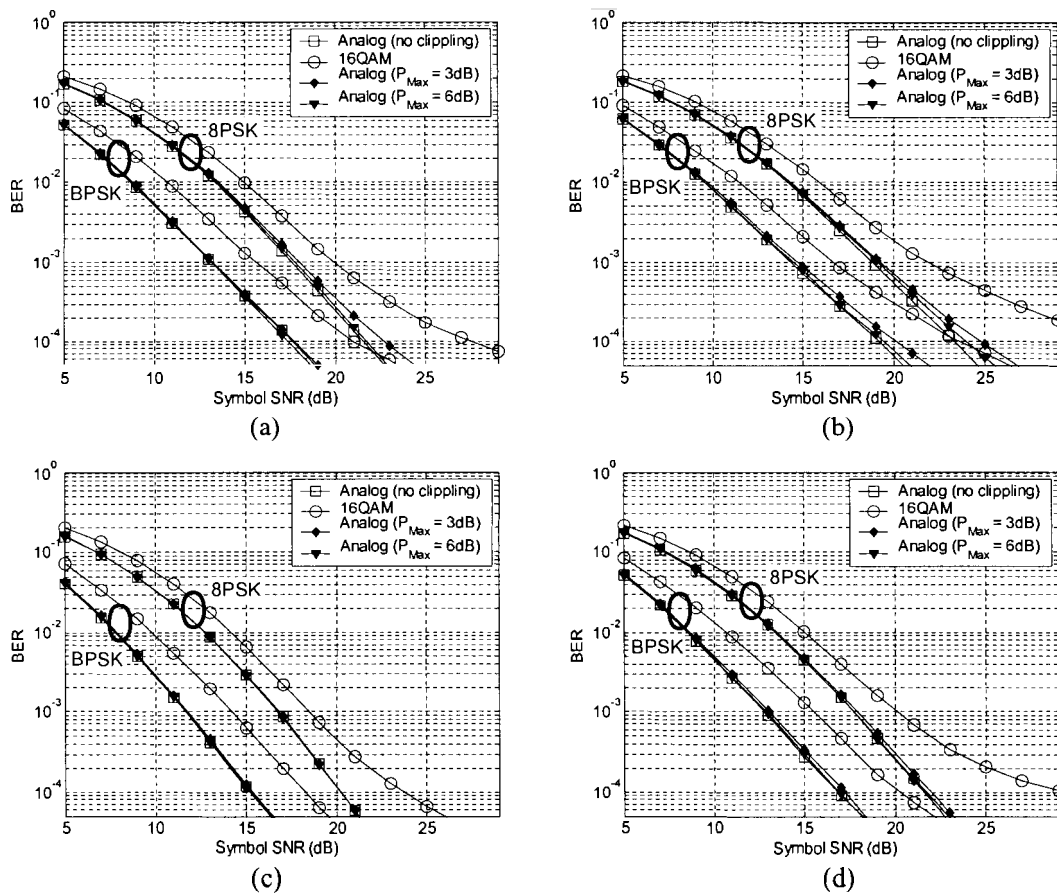 10^0
10^-1
10^-2
10^-3
10^-4
BER
Analog (no clippling)
16QAM
Analog (P_Max = 3dB)
Analog (P_Max = 6dB)
8PSK
BPSK
5 10 15 20 25
Symbol SNR (dB)
(a)
10^0
10^-1
10^-2
10^-3
10^-4
BER
Analog (no clippling)
16QAM
Analog (P_Max = 3dB)
Analog (P_Max = 6dB)
8PSK
BPSK
5 10 15 20 25
Symbol SNR (dB)
(b)
10^0
10^-1
10^-2
10^-3
10^-4
BER
Analog (no clippling)
16QAM
Analog (P_Max = 3dB)
Analog (P_Max = 6dB)
8PSK
BPSK
5 10 15 20 25
Symbol SNR (dB)
(c)
10^0
10^-1
10^-2
10^-3
10^-4
BER
Analog (no clippling)
16QAM
Analog (P_Max = 3dB)
Analog (P_Max = 6dB)
8PSK
BPSK
5 10 15 20 25
Symbol SNR (dB)
(d)